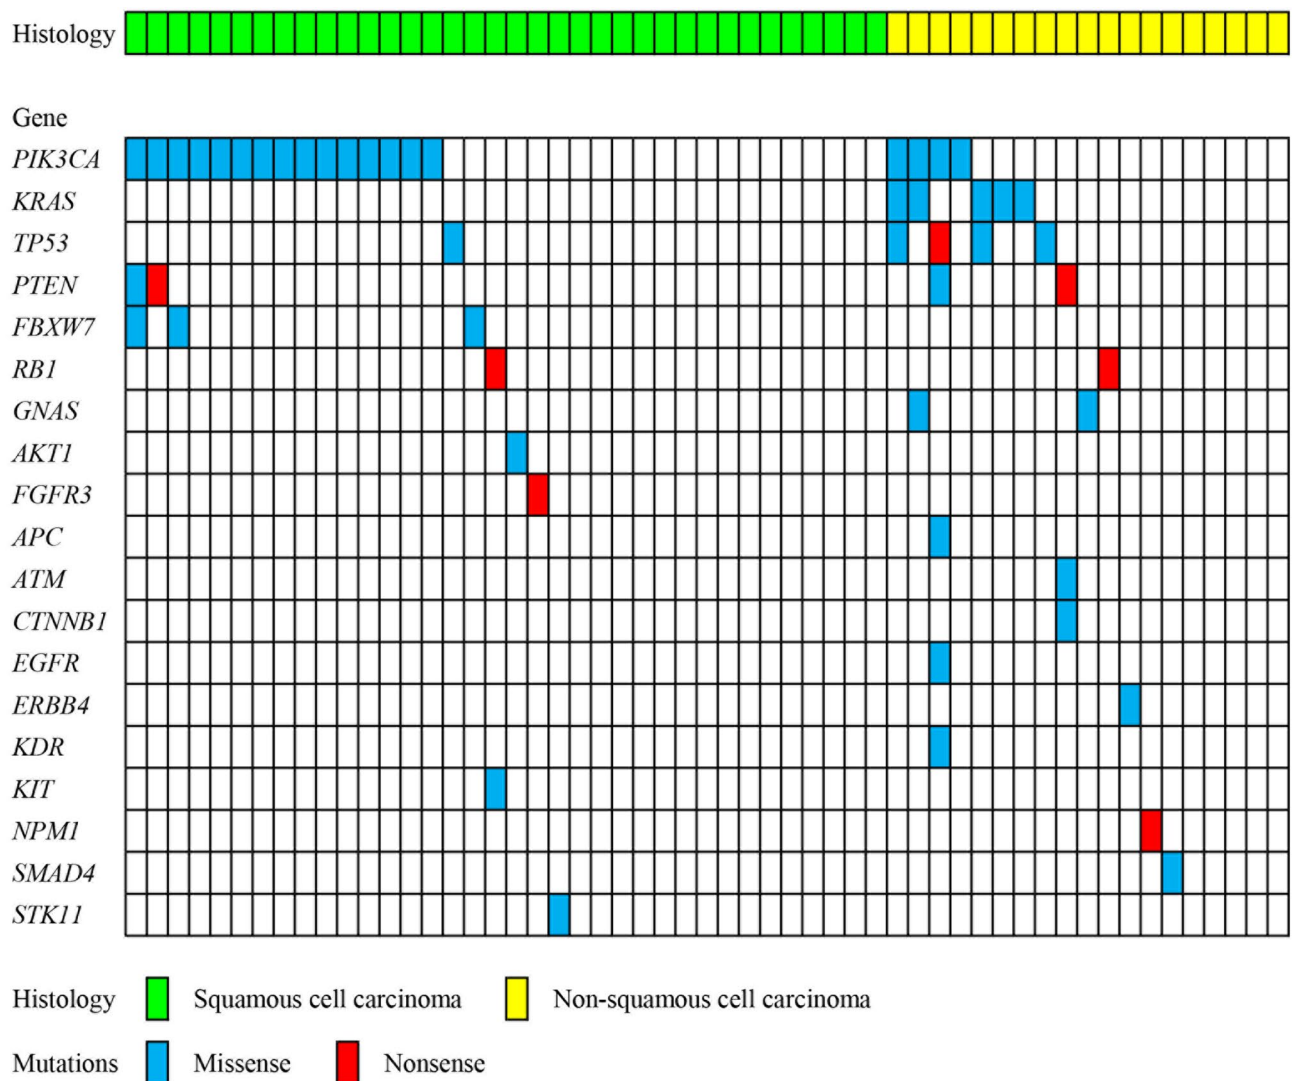 Histology
Gene
PIK3CA
KRAS
TP53
PTEN
FBXW7
RB1
GNAS
AKT1
FGFR3
APC
ATM
CTNNB1
EGFR
ERBB4
KDR
KIT
NPM1
SMAD4
STK11
Histology Squamous cell carcinoma Non-squamous cell carcinoma
Mutations Missense Nonsense